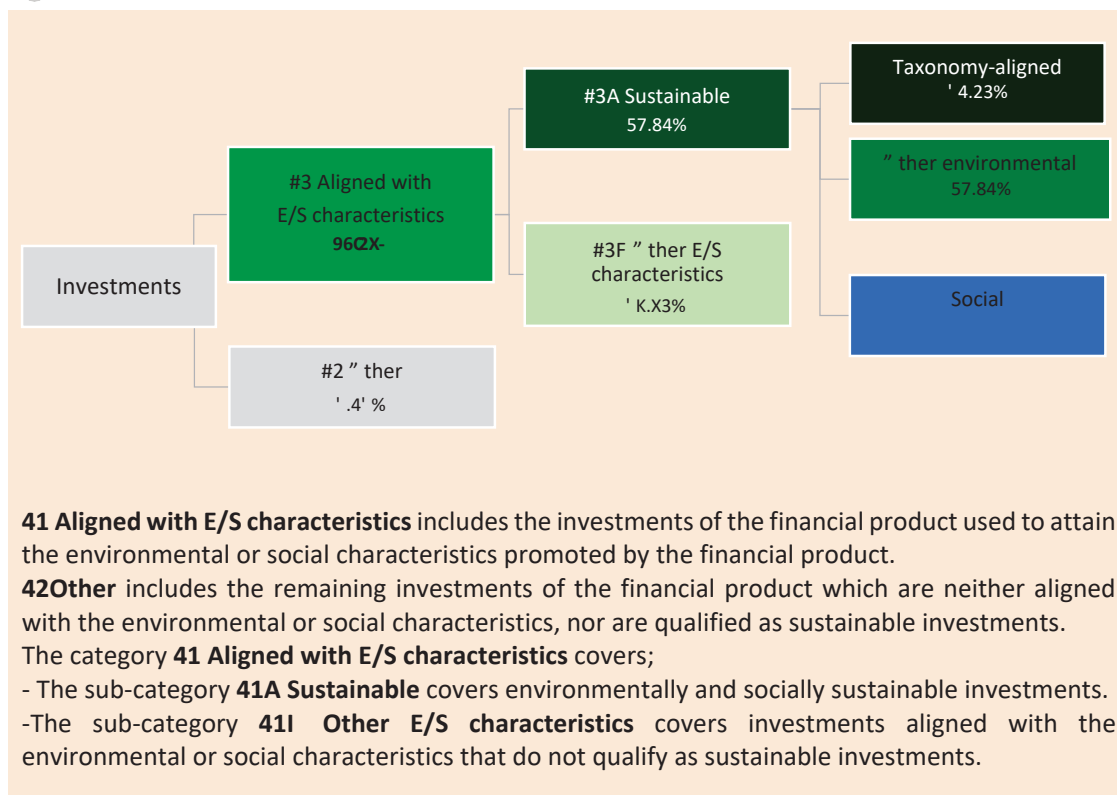 Investments
#3 Aligned with
E/S characteristics
#2 ” ther
' .4' %
#3A Sustainable
57.84%
#3F ” ther E/S
characteristics
' K.X3%
Taxonomy-aligned
' 4.23%
” ther environmental
57.84%
Social
41 Aligned with E/S characteristics includes the investments of the financial product used to attain
the environmental or social characteristics promoted by the financial product.
42Other includes the remaining investments of the financial product which are neither aligned
with the environmental or social characteristics, nor are qualified as sustainable investments.
The category 41 Aligned with E/S characteristics covers;
- The sub-category 41A Sustainable covers environmentally and socially sustainable investments.
-The sub-category 41I Other E/S characteristics covers investments aligned with the
environmental or social characteristics that do not qualify as sustainable investments.